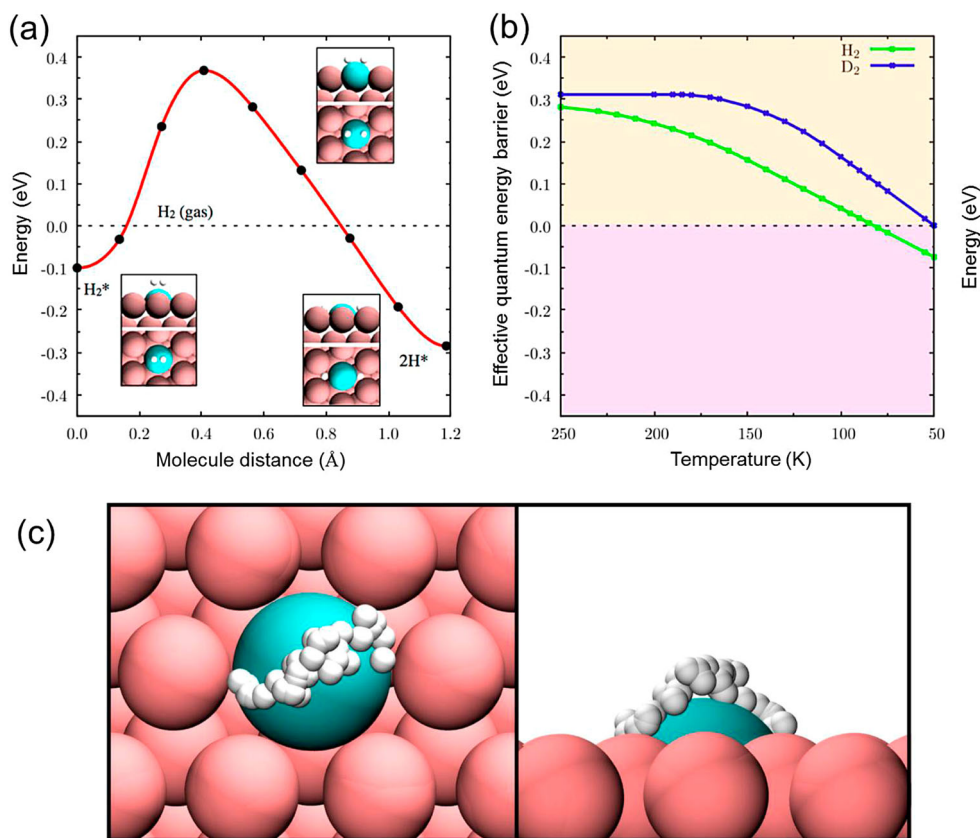 (a)
Energy (eV)
0.4
0.3
0.2
0.1
0.0
-0.1
-0.2
-0.3
-0.4
H₂ (gas)
H₂*
2H*
0.0 0.2 0.4 0.6 0.8 1.0 1.2
Molecule distance (Å)
(b)
Effective quantum energy barrier (eV)
0.4
0.3
0.2
0.1
0.0
-0.1
-0.2
-0.3
-0.4
H₂
D₂
250 200 150 100 50
Temperature (K)
Energy (eV)
(c)